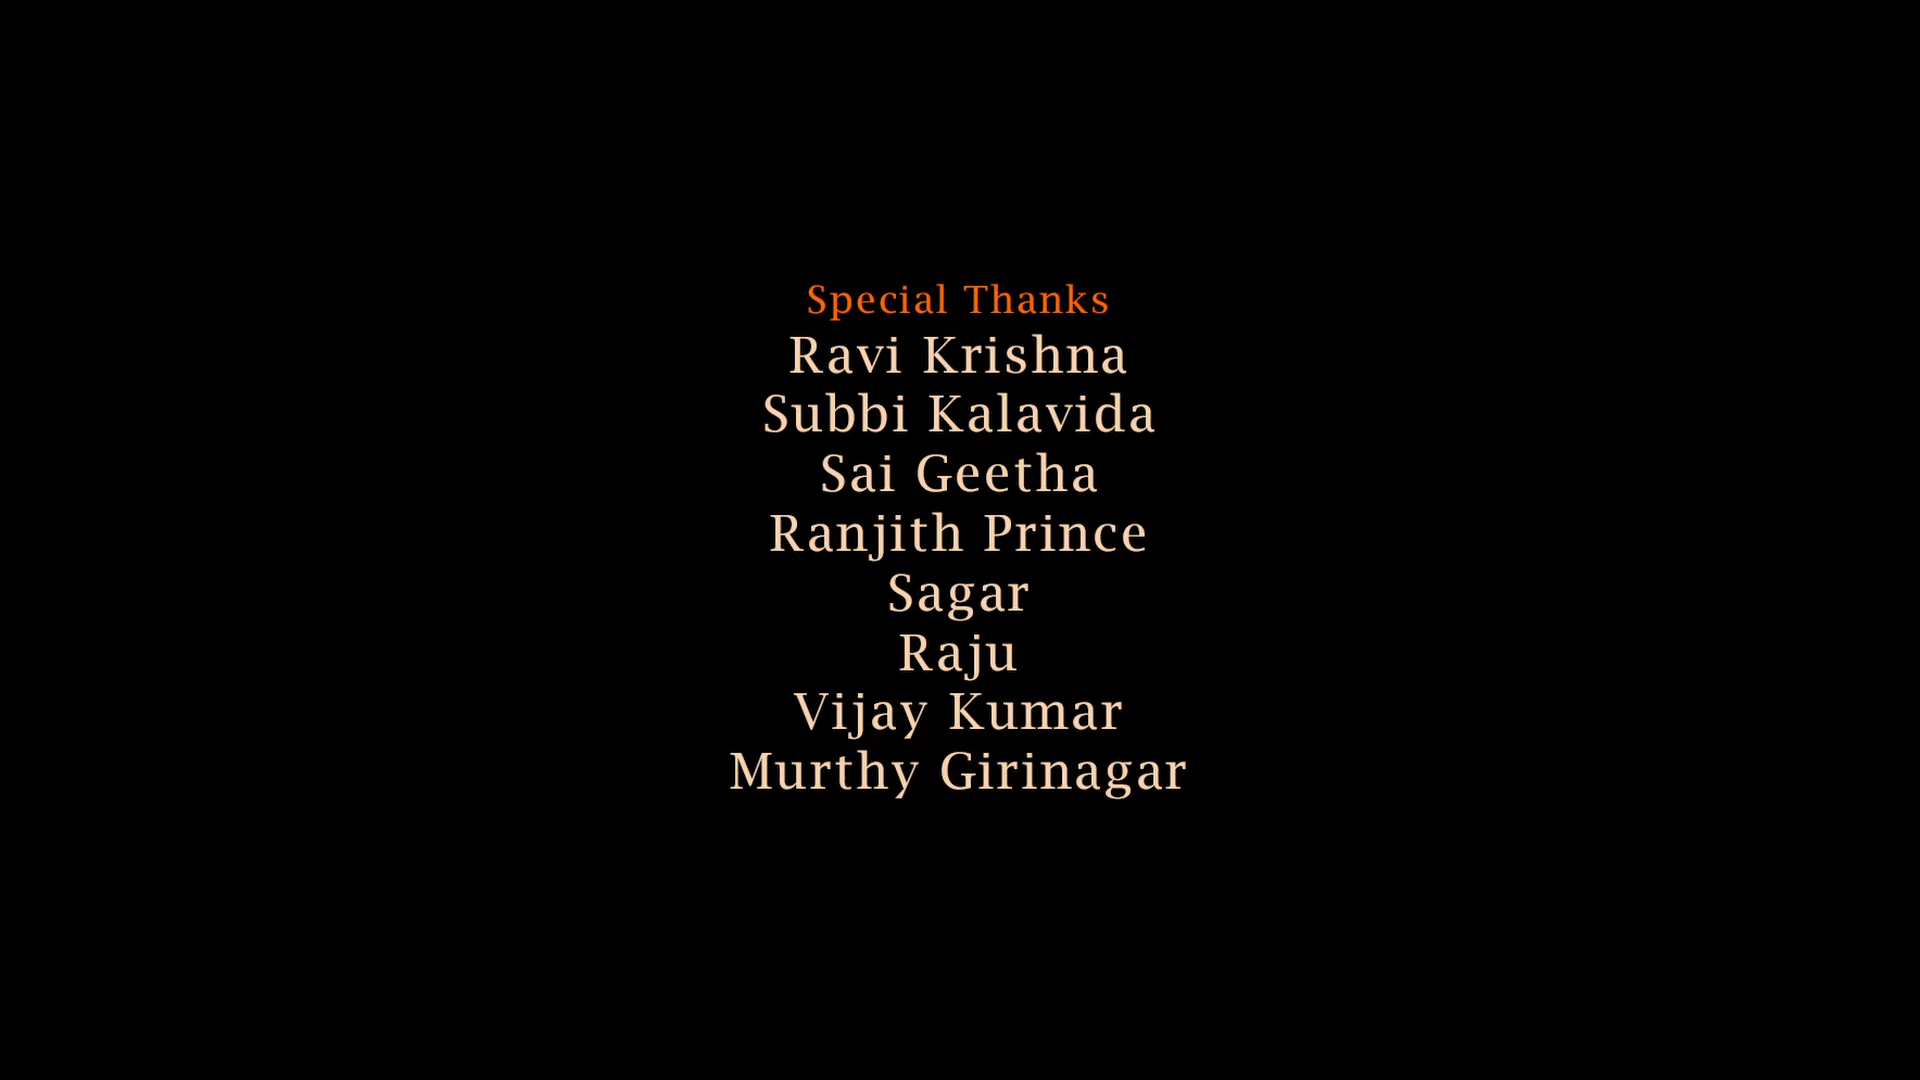 Special Thanks
Ravi Krishna
Subbi Kalavida
Sai Geetha
Ranjith Prince
Sagar
Raju
Vijay Kumar
Murthy Girinagar